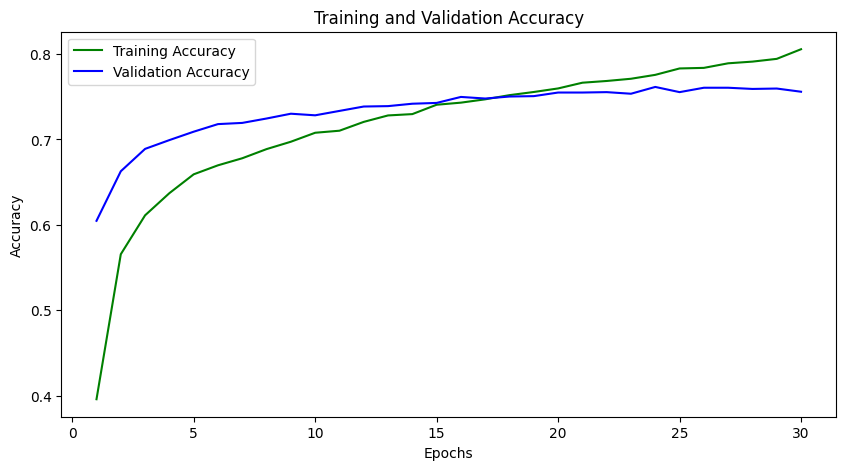 Training and Validation Accuracy
Training Accuracy
Validation Accuracy
Accuracy
0.8
0.7
0.6
0.5
0.4
0 5 10 15 20 25 30
Epochs